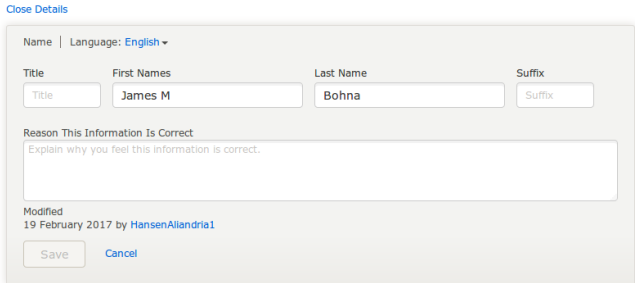 Close Details
Name | Language: English
Title First Names Last Name Suffix
Title James M Bohna Suffix
Reason This Information Is Correct
Explain why you feel this information is correct.
Modified
19 February 2017 by HansenAliandria1
Save Cancel